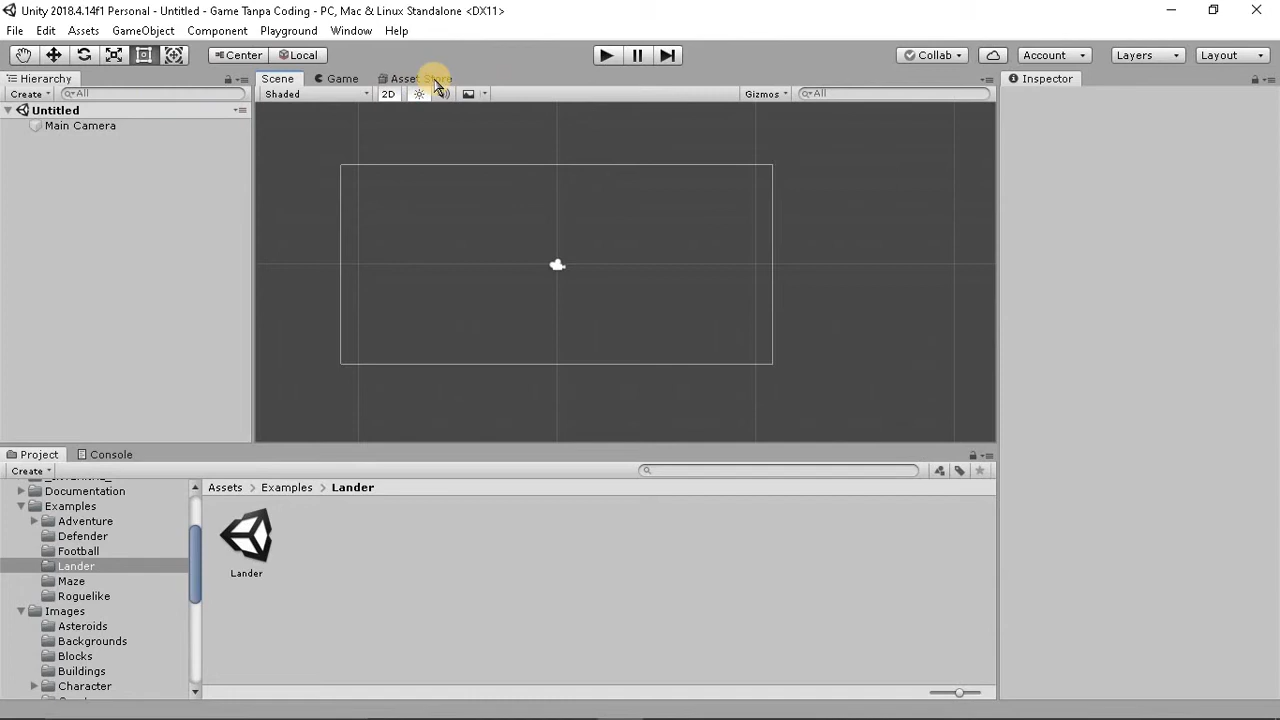 Unity 2018.4.14f1 Personal - Untitled - Game Tanpa Coding - PC, Mac & Linux Standalone <DX11>
File Edit Assets GameObject Component Playground Window Help
Center Local Collab Account Layers Layout
Hierarchy Scene Game Asset Store Inspector
Create All Shaded 2D Gizmos All
Untitled
Main Camera
Project Console
Create
Documentation
Assets > Examples > Lander
Examples
Adventure
Defender
Football
Lander
Lander
Maze
Roguelike
Images
Asteroids
Backgrounds
Blocks
Buildings
Character